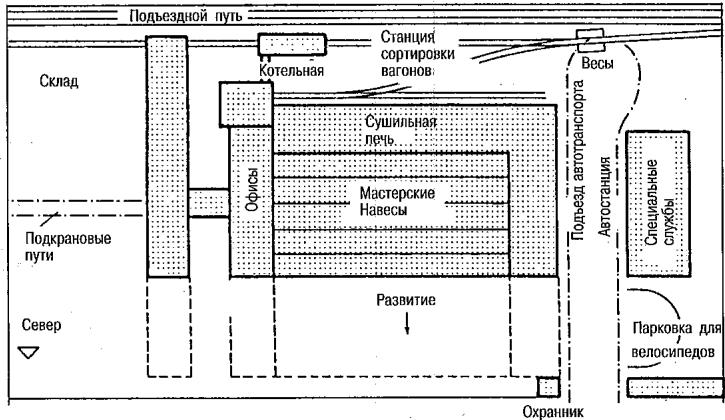 Подъездной путь
Станция
сортировки
вагонов
Весы
Котельная
Склад
Сушильная
печь
Офисы
Мастерские
Навесы
Подъезд автотранспорта
Автостанция
Специальные
службы
Подкрановые
пути
Развитие
Север
Парковка для
велосипедов
Охранник